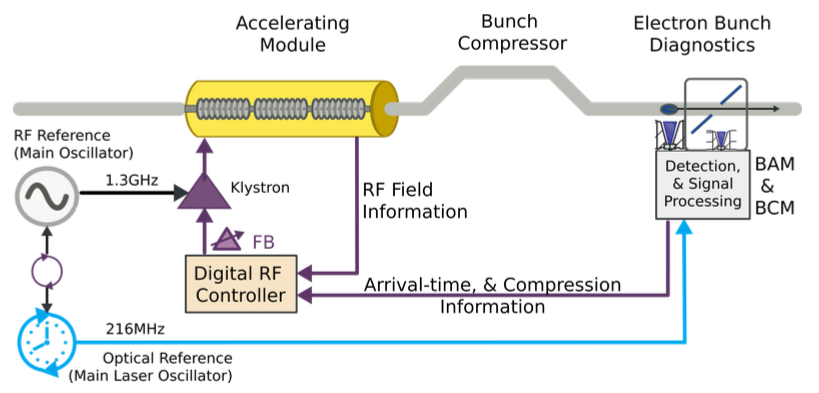 Accelerating
Module
Bunch
Compressor
Electron Bunch
Diagnostics
RF Reference
(Main Oscillator)
1.3GHz
Klystron
RF Field
Information
Detection,
& Signal
Processing
BAM
&
BCM
FB
Digital RF
Controller
Arrival-time, & Compression
Information
216MHz
Optical Reference
(Main Laser Oscillator)